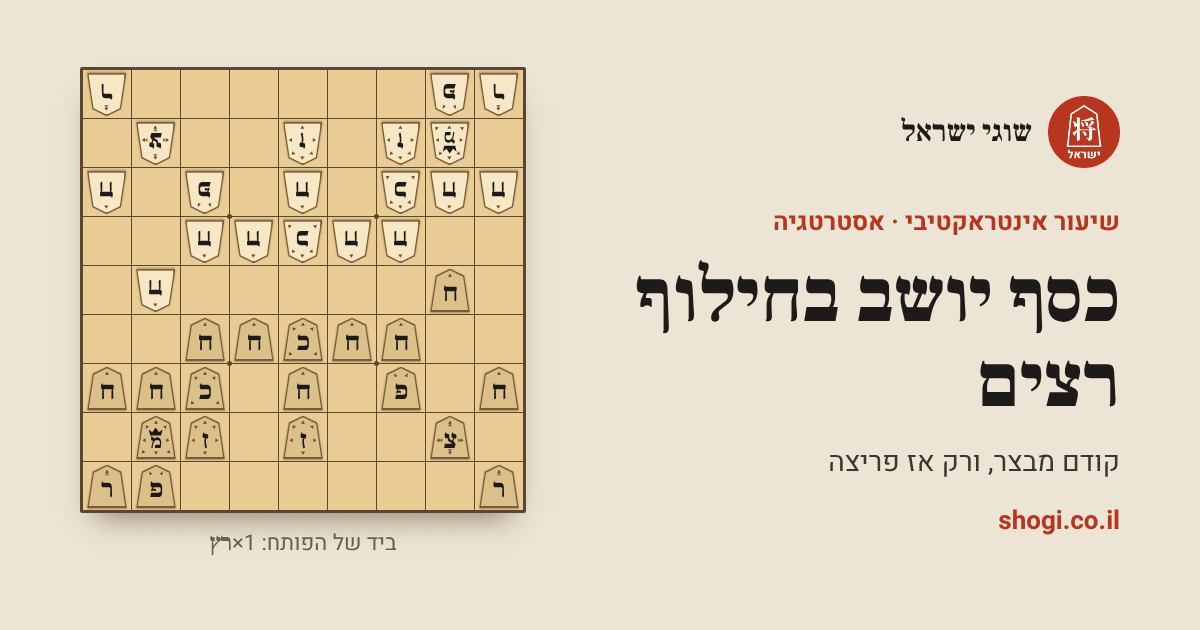 שוגי ישראל
将
ישראל
שיעור אינטראקטיבי · אסטרטגיה
כסף יושב בחילוף
רצים
קודם מבצר, ורק אז פריצה
shogi.co.il
ר פ ר
מ ז ז צ
ח ח כ ח פ ח
ח ח כ ח ח
ח ח
ח ח כ ח ח
ח פ ח כ ח ח
צ ז ז מ
ר פ ר
ביד של הפותח: 1×רץ